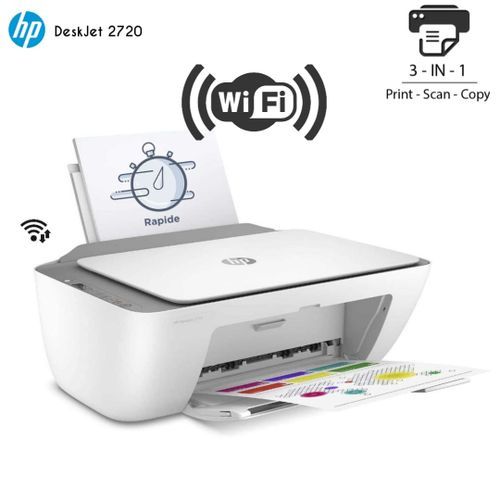 hp DeskJet 2720
3 - IN - 1
Print - Scan - Copy
WiFi
Rapide
hp